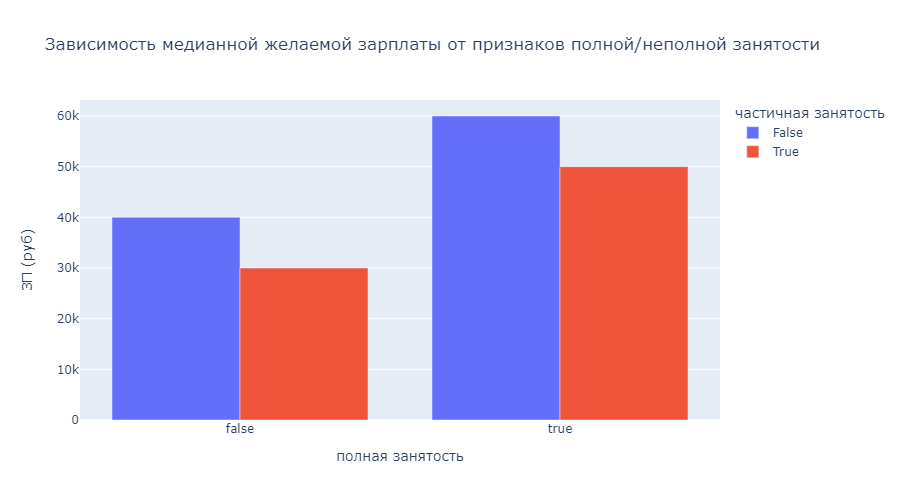 Зависимость медианной желаемой зарплаты от признаков полной/неполной занятости
частичная занятость
False
True
ЗП (руб)
60k
50k
40k
30k
20k
10k
0
false
true
полная занятость